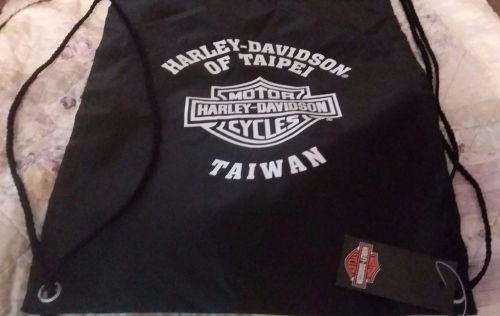 HARLEY-DAVIDSON
OF TAIPEI
MOTOR
HARLEY-DAVIDSON
CYCLES
TAIWAN